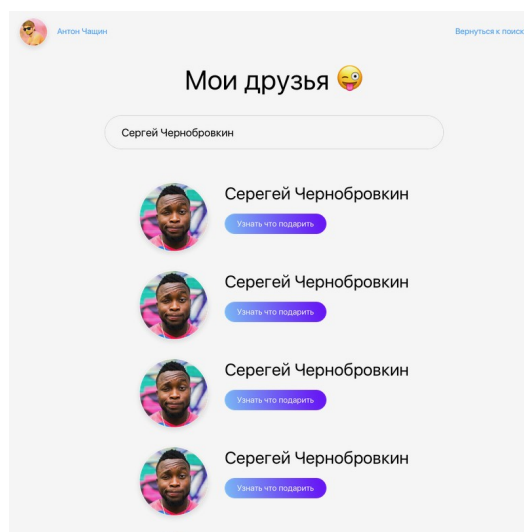 Антон Чащин
Вернуться к поиск
Мои друзья 😜
Сергей Чернобровкин
Серегей Чернобровкин
Узнать что подарить
Серегей Чернобровкин
Узнать что подарить
Серегей Чернобровкин
Узнать что подарить
Серегей Чернобровкин
Узнать что подарить